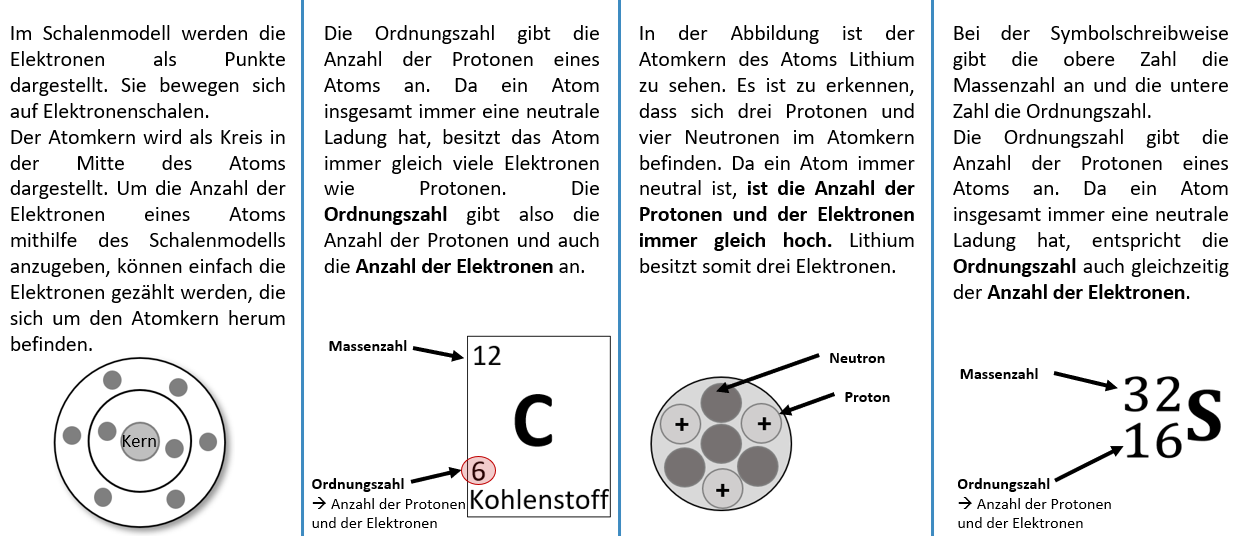 Im Schalenmodell werden die
Elektronen als Punkte
dargestellt. Sie bewegen sich
auf Elektronenschalen.
Der Atomkern wird als Kreis in
der Mitte des Atoms
dargestellt. Um die Anzahl der
Elektronen eines Atoms
mithilfe des Schalenmodells
anzugeben, können einfach die
Elektronen gezählt werden, die
sich um den Atomkern herum
befinden.
Kern
Die Ordnungszahl gibt die
Anzahl der Protonen eines
Atoms an. Da ein Atom
insgesamt immer eine neutrale
Ladung hat, besitzt das Atom
immer gleich viele Elektronen
wie Protonen. Die
Ordnungszahl gibt also die
Anzahl der Protonen und auch
die Anzahl der Elektronen an.
Massenzahl
12
C
6
Kohlenstoff
Ordnungszahl
→ Anzahl der Protonen
und der Elektronen
In der Abbildung ist der
Atomkern des Atoms Lithium
zu sehen. Es ist zu erkennen,
dass sich drei Protonen und
vier Neutronen im Atomkern
befinden. Da ein Atom immer
neutral ist, ist die Anzahl der
Protonen und der Elektronen
immer gleich hoch. Lithium
besitzt somit drei Elektronen.
Neutron
Proton
+ +
+
Bei der Symbolschreibweise
gibt die obere Zahl die
Massenzahl an und die untere
Zahl die Ordnungszahl.
Die Ordnungszahl gibt die
Anzahl der Protonen eines
Atoms an. Da ein Atom
insgesamt immer eine neutrale
Ladung hat, entspricht die
Ordnungszahl auch gleichzeitig
der Anzahl der Elektronen.
Massenzahl
32
S
16
Ordnungszahl
→ Anzahl der Protonen
und der Elektronen